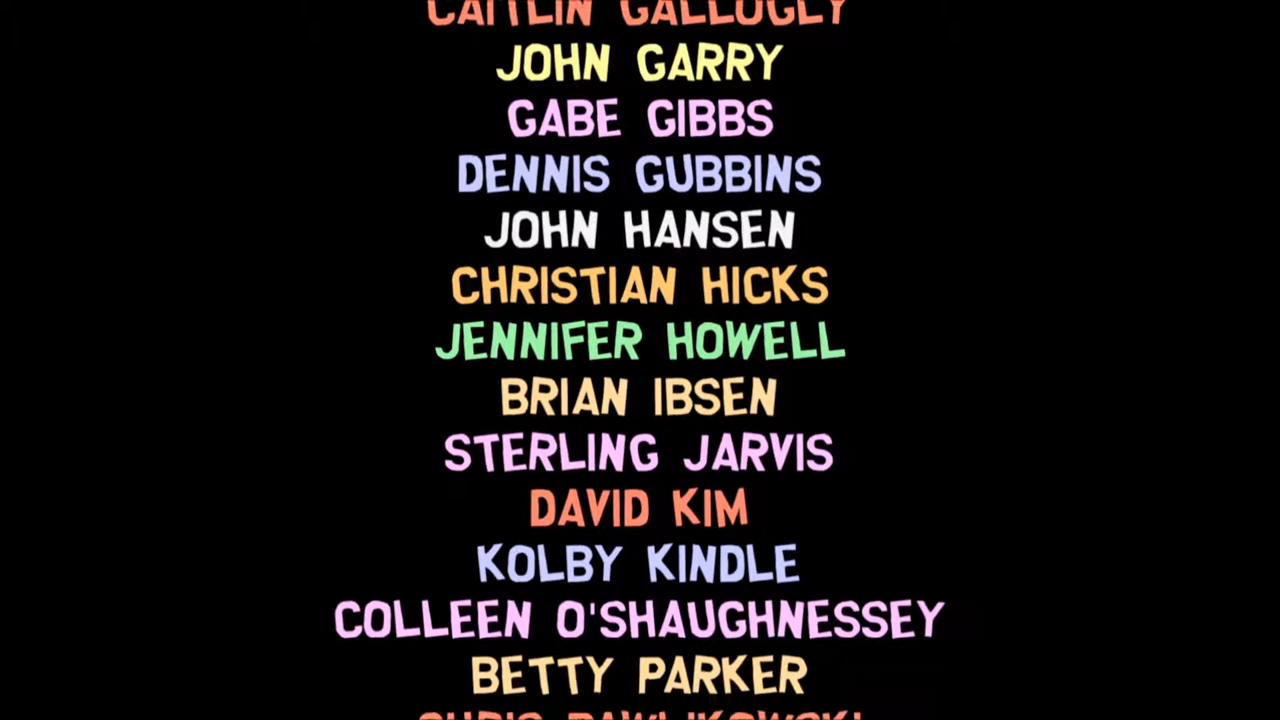 CAITLIN GALLOGLY
JOHN GARRY
GABE GIBBS
DENNIS GUBBINS
JOHN HANSEN
CHRISTIAN HICKS
JENNIFER HOWELL
BRIAN IBSEN
STERLING JARVIS
DAVID KIM
KOLBY KINDLE
COLLEEN O'SHAUGHNESSEY
BETTY PARKER
CHRIS PAWLIKOWSKI